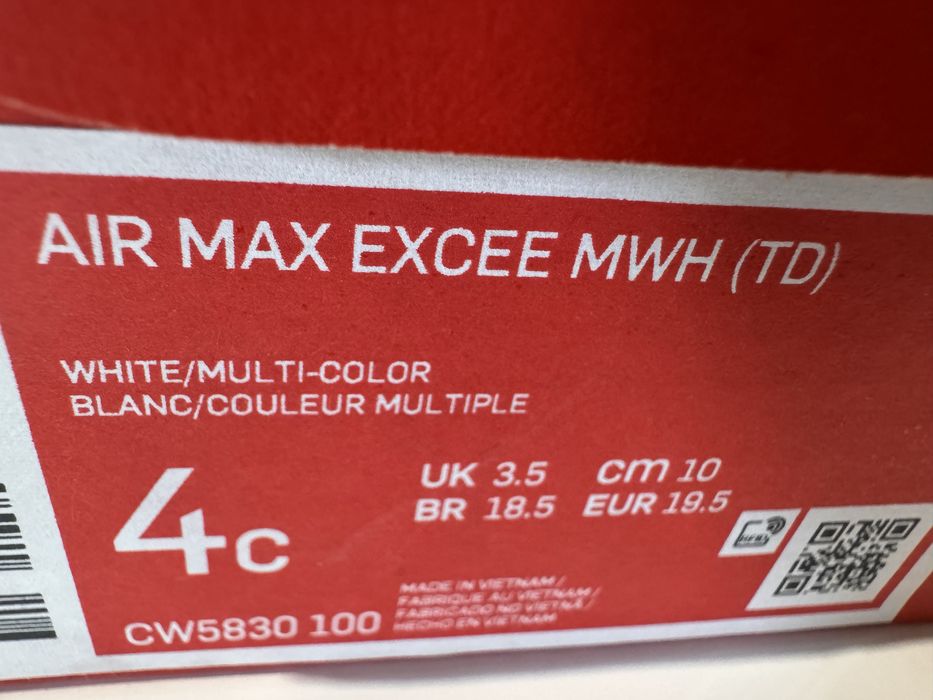 AIR MAX EXCEE MWH (TD)
WHITE/MULTI-COLOR
BLANC/COULEUR MULTIPLE
4C
UK 3.5 cm 10
BR 18.5 EUR 19.5
CW5830 100
MADE IN VIETNAM /
FABRIQUE AU VIETNAM /
FABRICADO NO VIETNÃ /
HECHO EN VIETNAM